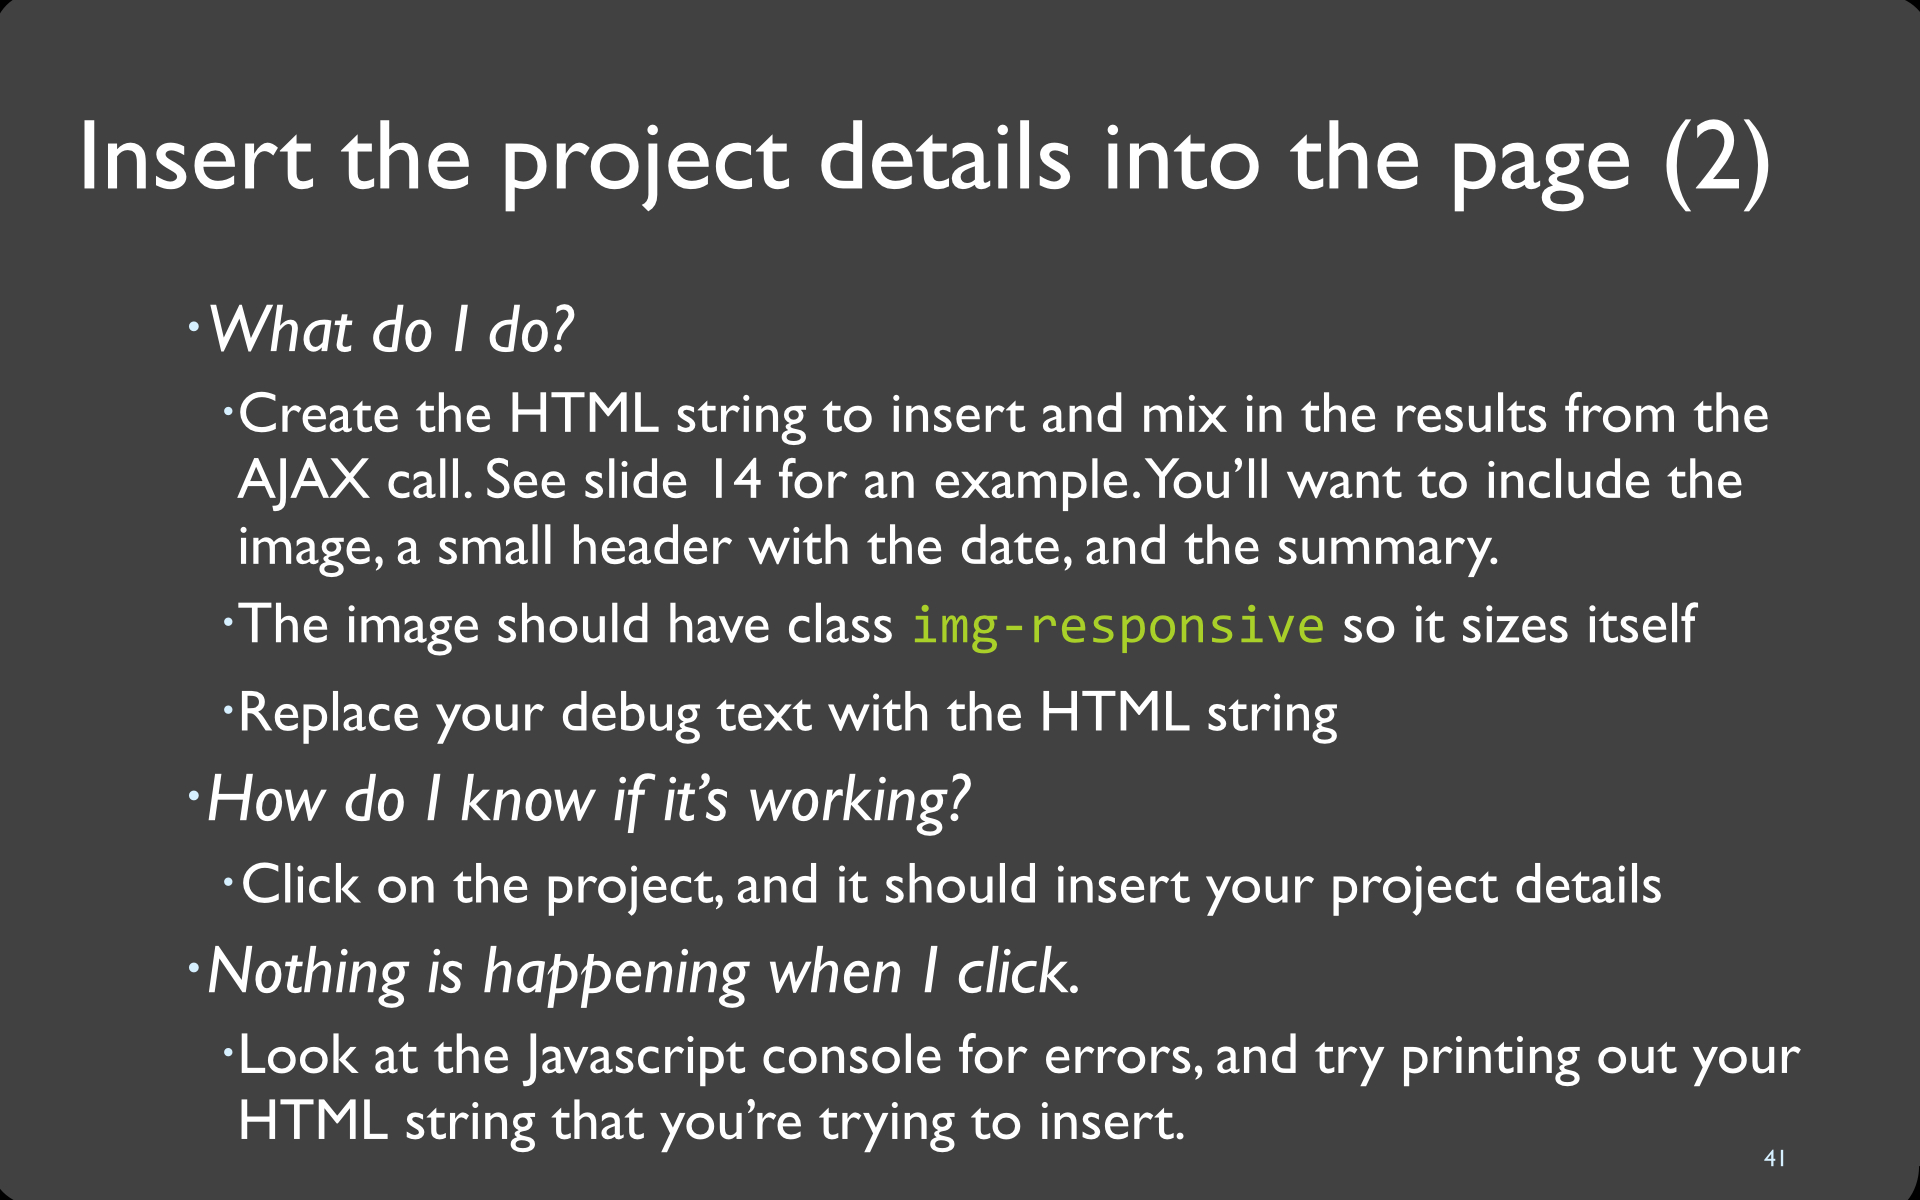 Insert the project details into the page (2)
•What do I do?
•Create the HTML string to insert and mix in the results from the
AJAX call. See slide 14 for an example. You’ll want to include the
image, a small header with the date, and the summary.
•The image should have class img-responsive so it sizes itself
•Replace your debug text with the HTML string
•How do I know if it’s working?
•Click on the project, and it should insert your project details
•Nothing is happening when I click.
•Look at the Javascript console for errors, and try printing out your
HTML string that you’re trying to insert.
41